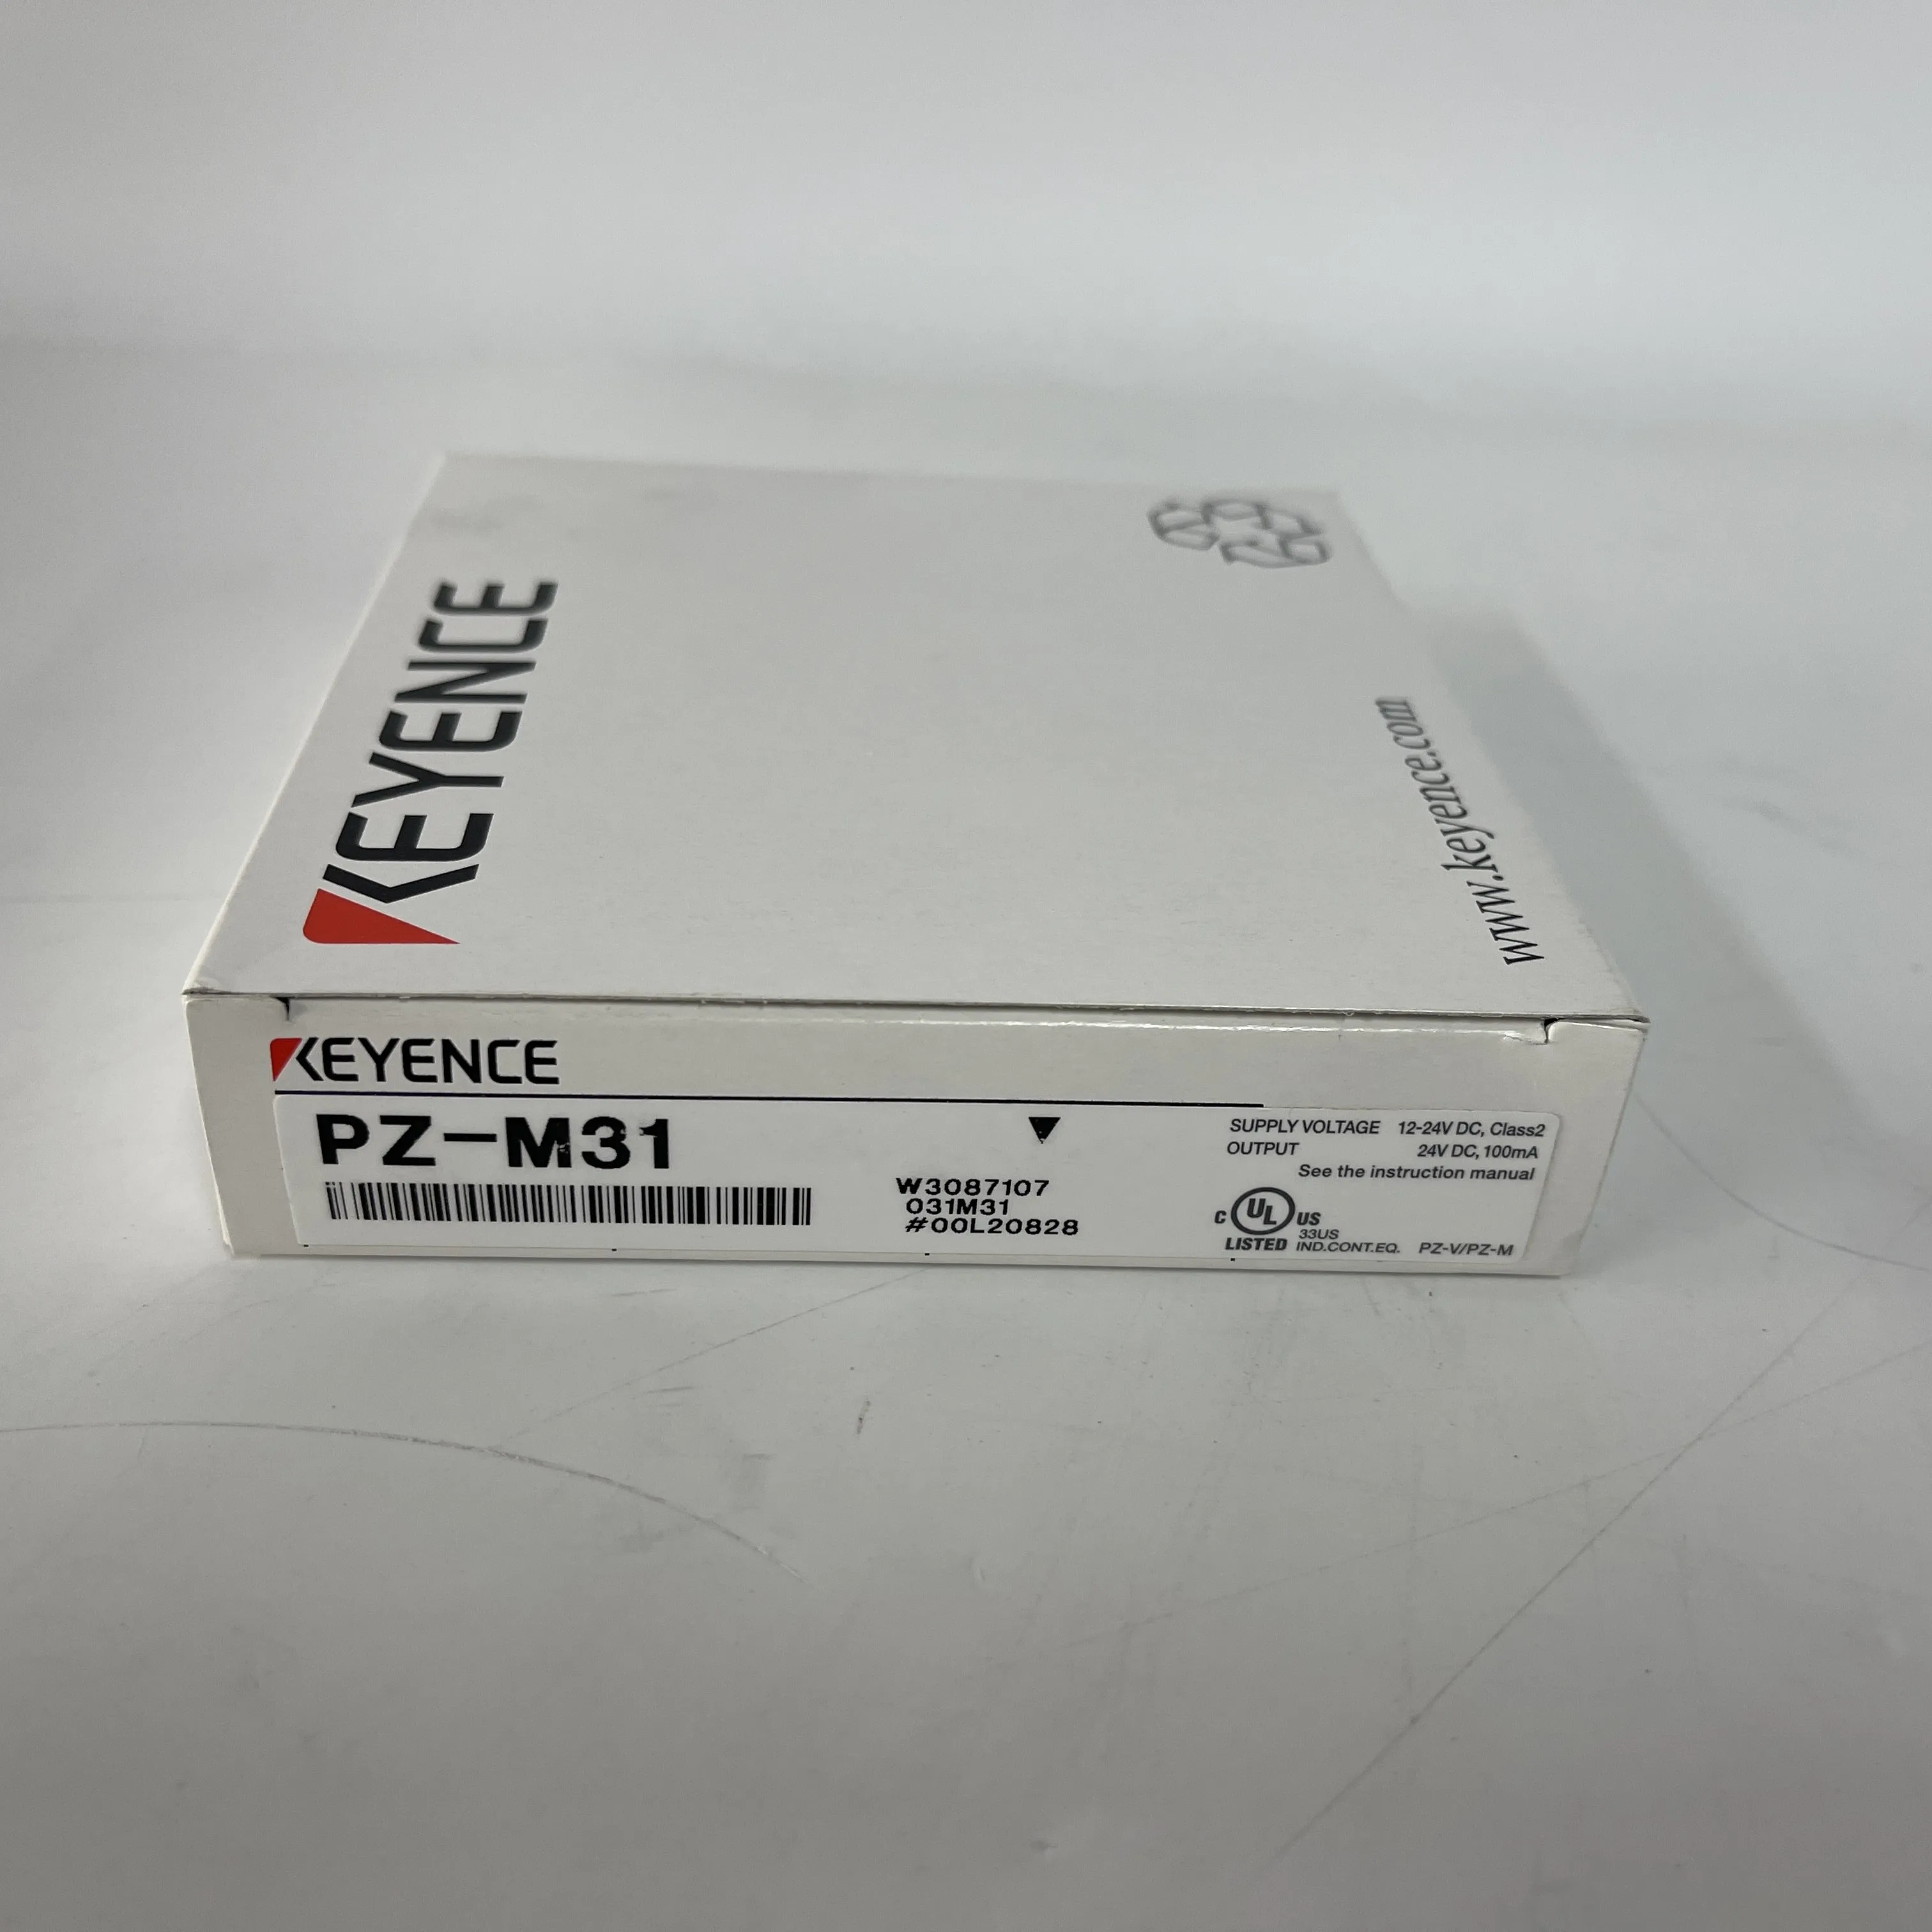 KEYENCE
www.keyence.com
KEYENCE
PZ-M31
W3087107
031M31
#00L20828
SUPPLY VOLTAGE 12-24V DC, Class2
OUTPUT 24V DC, 100mA
See the instruction manual
C UL US
33US
LISTED IND.CONT.EQ. PZ-V/PZ-M